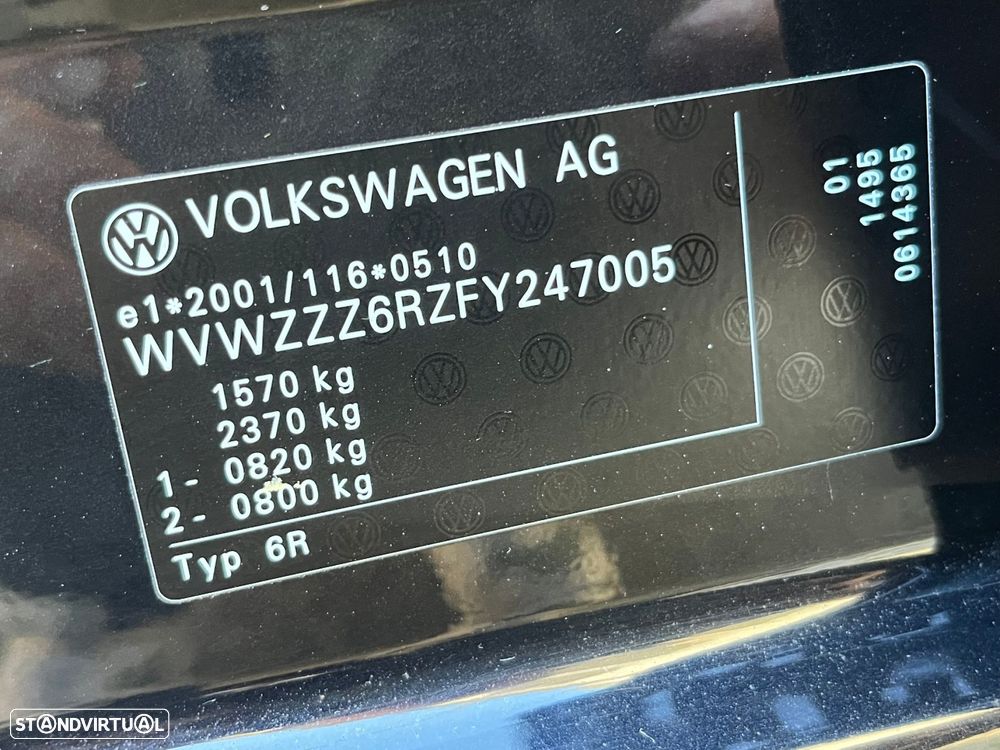 VOLKSWAGEN AG
e1*2001/116*0510
WVWZZZ6RZFY247005
1570 kg
2370 kg
1- 0820 kg
2- 0800 kg
Typ 6R
01
1495
0614365
STANDVIRTUAL